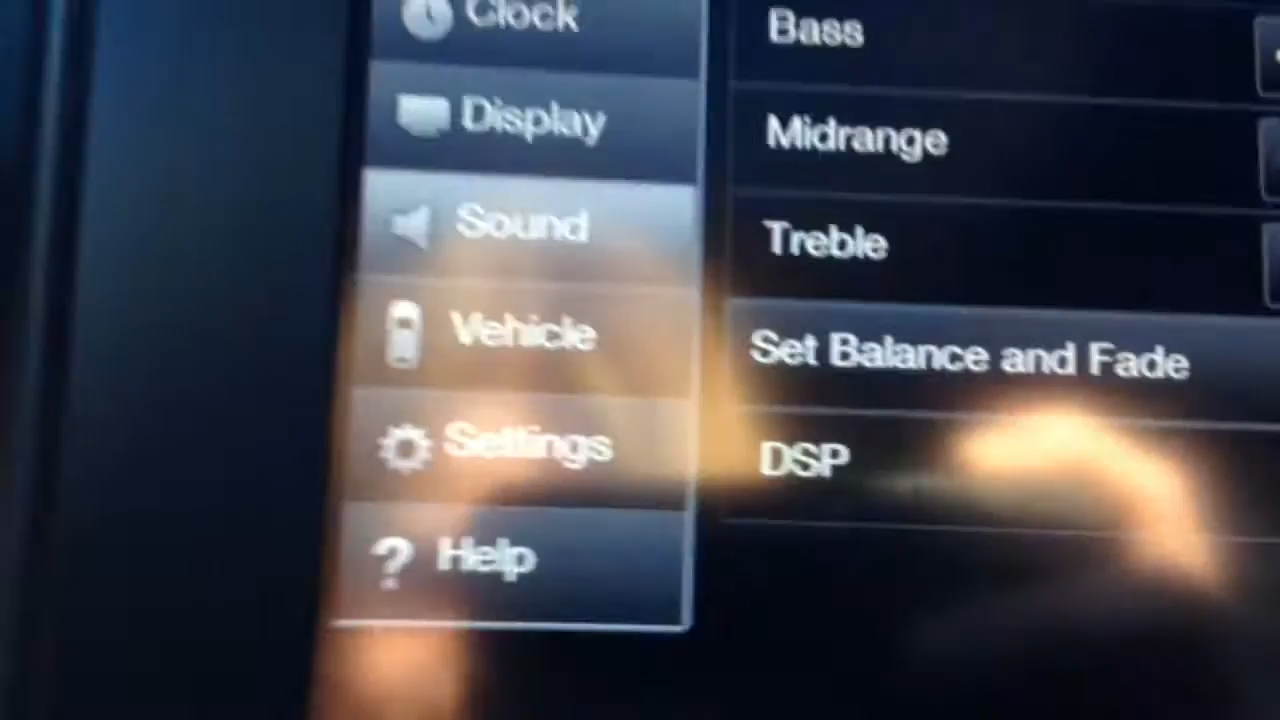 Clock
Display
Sound
Vehicle
Settings
Help
Bass
Midrange
Treble
Set Balance and Fade
DSP